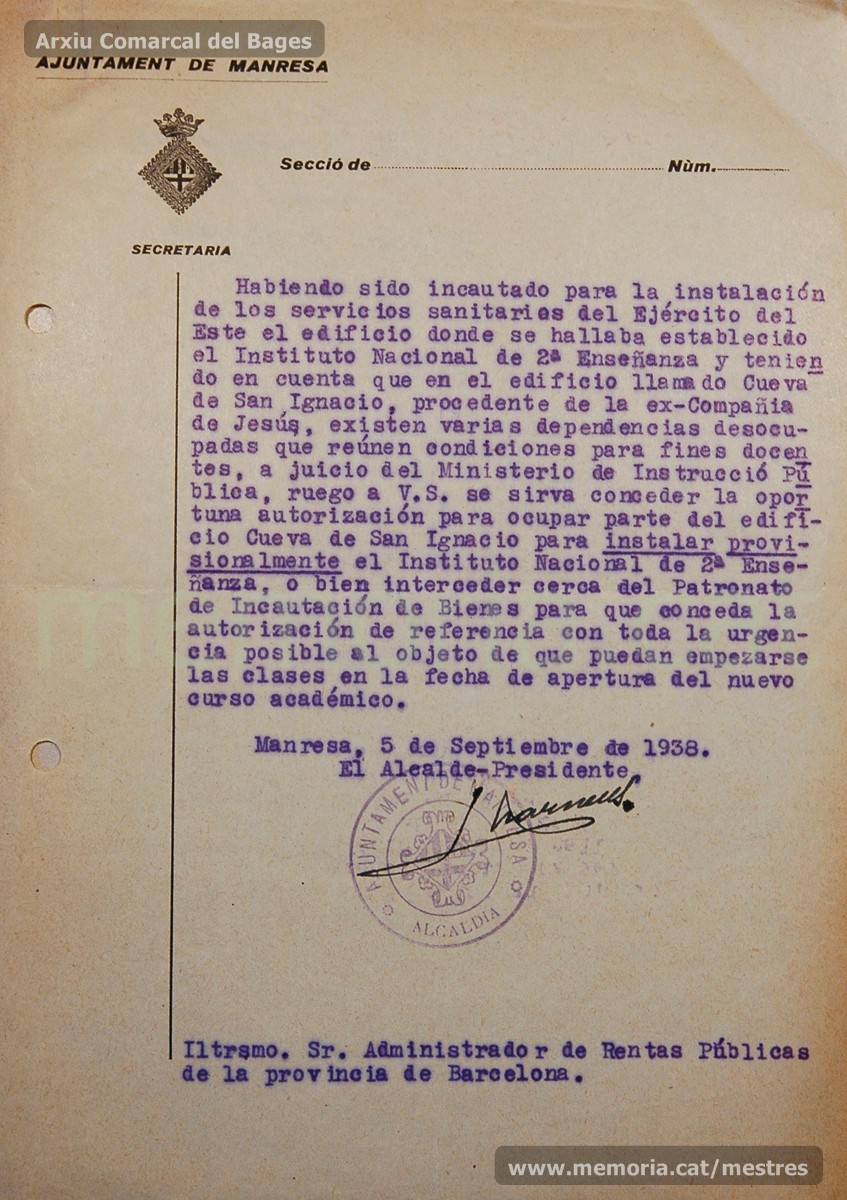 Arxiu Comarcal del Bages
AJUNTAMENT DE MANRESA
Secció de Núm.
SECRETARIA
Habiendo sido incautado para la instalación
de los servicios sanitarios del Ejército del
Este el edificio donde se hallaba establecido
el Instituto Nacional de 2ª Enseñanza y tenien
do en cuenta que en el edificio llamado Cueva
de San Ignacio, procedente de la ex-Compañia
de Jesús, existen varias dependencias desocu-
padas que reúnen condiciones para fines docen
tes, a juicio del Ministerio de Instrucció Pú
blica, ruego a V.S. se sirva conceder la opor
tuna autorización para ocupar parte del edifi-
cio Cueva de San Ignacio para instalar provi-
sionalmente el Instituto Nacional de 2ª Ense-
ñanza, o bien interceder cerca del Patronato
de Incautación de Bienes para que conceda la
autorización de referencia con toda la urgen-
cia posible al objeto de que puedan empezarse
las clases en la fecha de apertura del nuevo
curso académico.
Manresa, 5 de Septiembre de 1938.
El Alcalde-Presidente,
AJUNTAMENT DE MANRESA
ALCALDIA
Iltrsmo. Sr. Administrador de Rentas Públicas
de la provincia de Barcelona.
www.memoria.cat/mestres